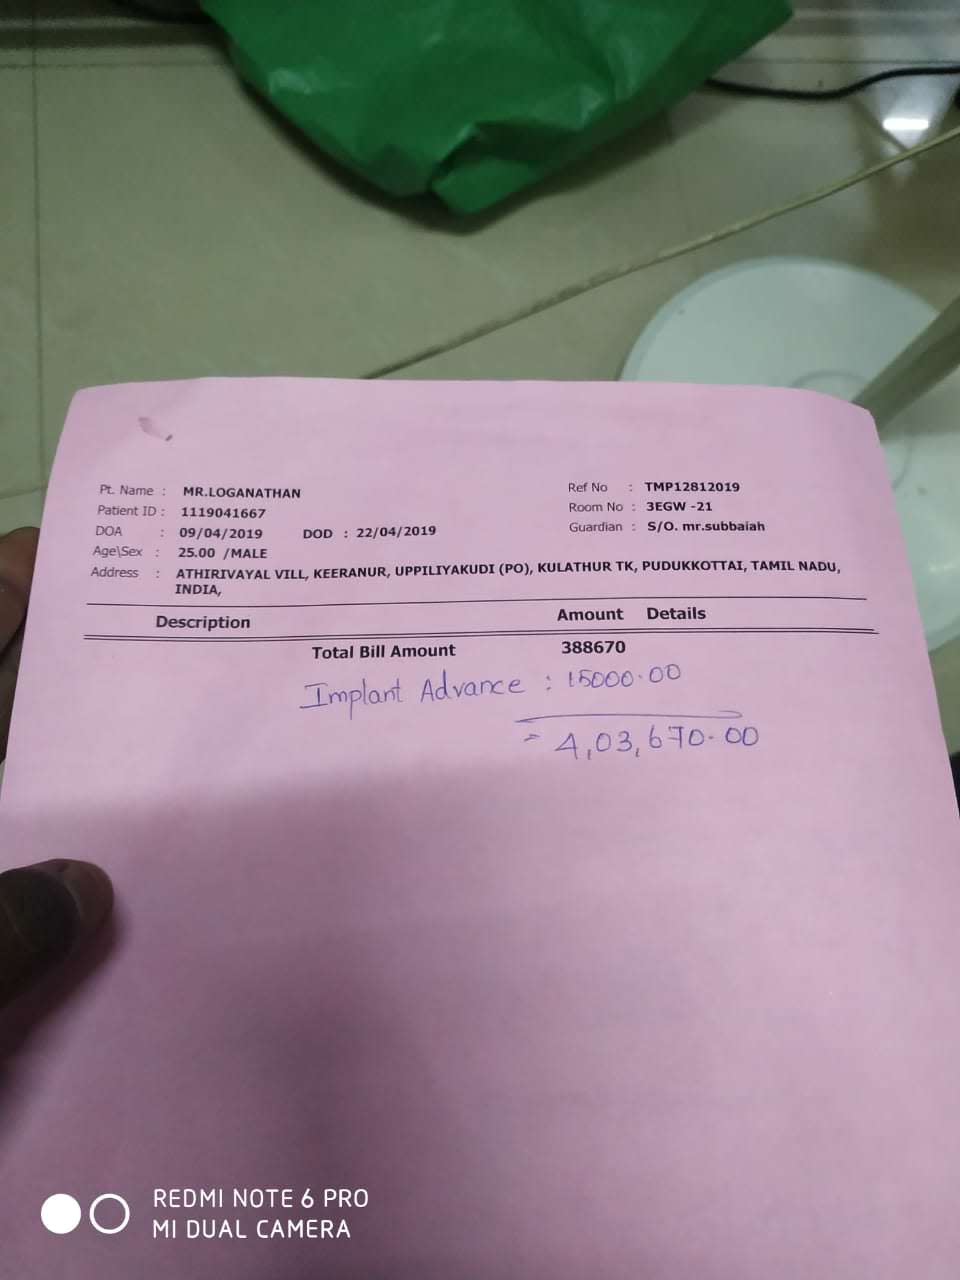 Pt. Name : MR.LOGANATHAN Ref No : TMP12812019
Patient ID : 1119041667 Room No : 3EGW -21
DOA : 09/04/2019 DOD : 22/04/2019 Guardian : S/O. mr.subbaiah
Age\Sex : 25.00 /MALE
Address : ATHIRIVAYAL VILL, KEERANUR, UPPILIYAKUDI (PO), KULATHUR TK, PUDUKKOTTAI, TAMIL NADU,
INDIA,
Description Amount Details
Total Bill Amount 388670
Implant Advance : 15000.00
= 4,03,670.00
REDMI NOTE 6 PRO
MI DUAL CAMERA